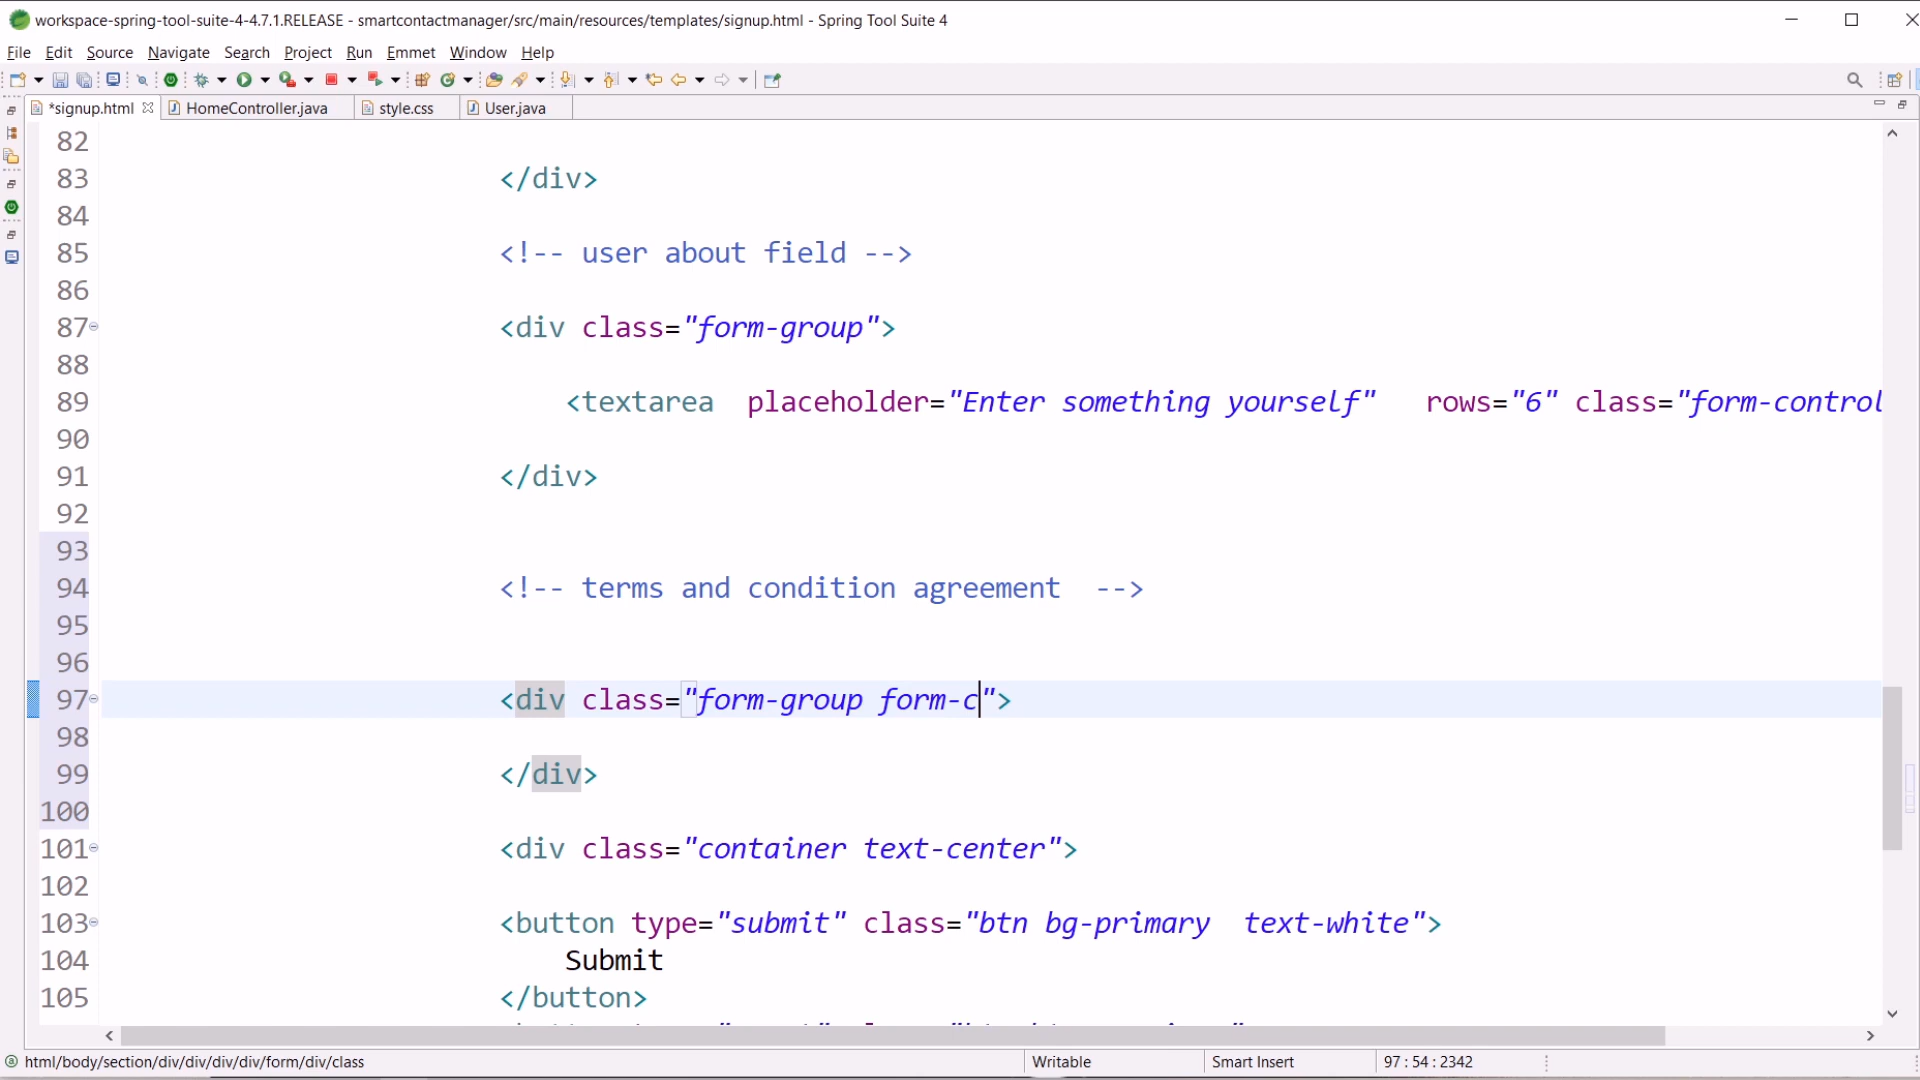 workspace-spring-tool-suite-4-4.7.1.RELEASE - smartcontactmanager/src/main/resources/templates/signup.html - Spring Tool Suite 4
File Edit Source Navigate Search Project Run Emmet Window Help
*signup.html HomeController.java style.css User.java
82
83 </div>
84
85 <!-- user about field -->
86
87 <div class="form-group">
88
89 <textarea placeholder="Enter something yourself" rows="6" class="form-control
90
91 </div>
92
93
94 <!-- terms and condition agreement -->
95
96
97 <div class="form-group form-c">
98
99 </div>
100
101 <div class="container text-center">
102
103 <button type="submit" class="btn bg-primary text-white">
104 Submit
105 </button>
html/body/section/div/div/div/div/form/div/class Writable Smart Insert 97 : 54 : 2342